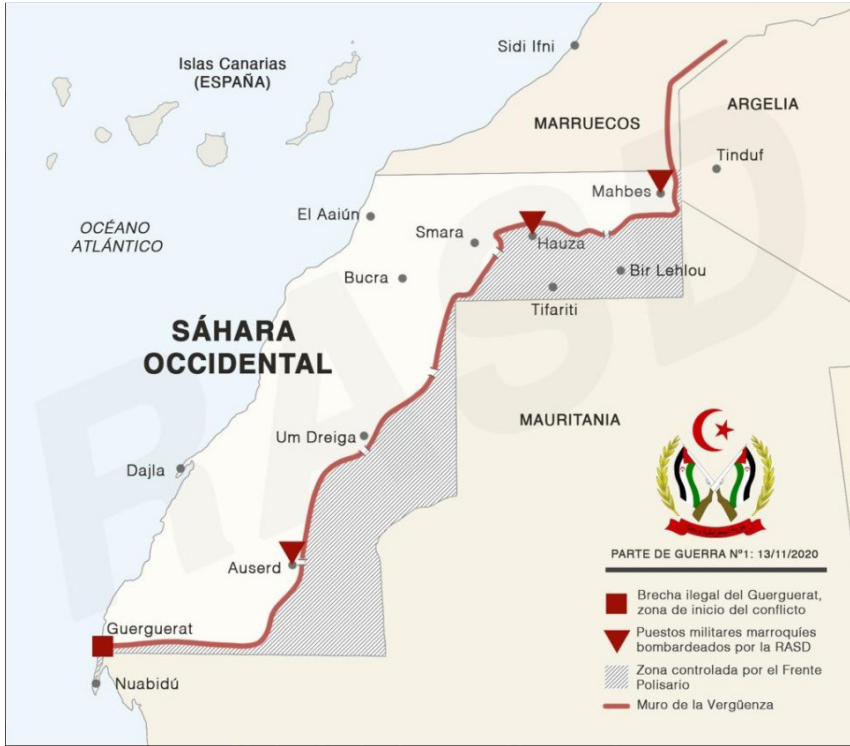 Sidi Ifni
Islas Canarias
(ESPAÑA)
ARGELIA
MARRUECOS
Tinduf
Mahbes
El Aaiún
OCÉANO
ATLÁNTICO
Smara
Hauza
Bucra
Bir Lehlou
Tifariti
SÁHARA
OCCIDENTAL
MAURITANIA
Um Dreiga
Dajla
Auserd
Guerguerat
Nuabidú
RASD
PARTE DE GUERRA Nº1: 13/11/2020
Brecha ilegal del Guerguerat,
zona de inicio del conflicto
Puestos militares marroquíes
bombardeados por la RASD
Zona controlada por el Frente
Polisario
Muro de la Vergüenza